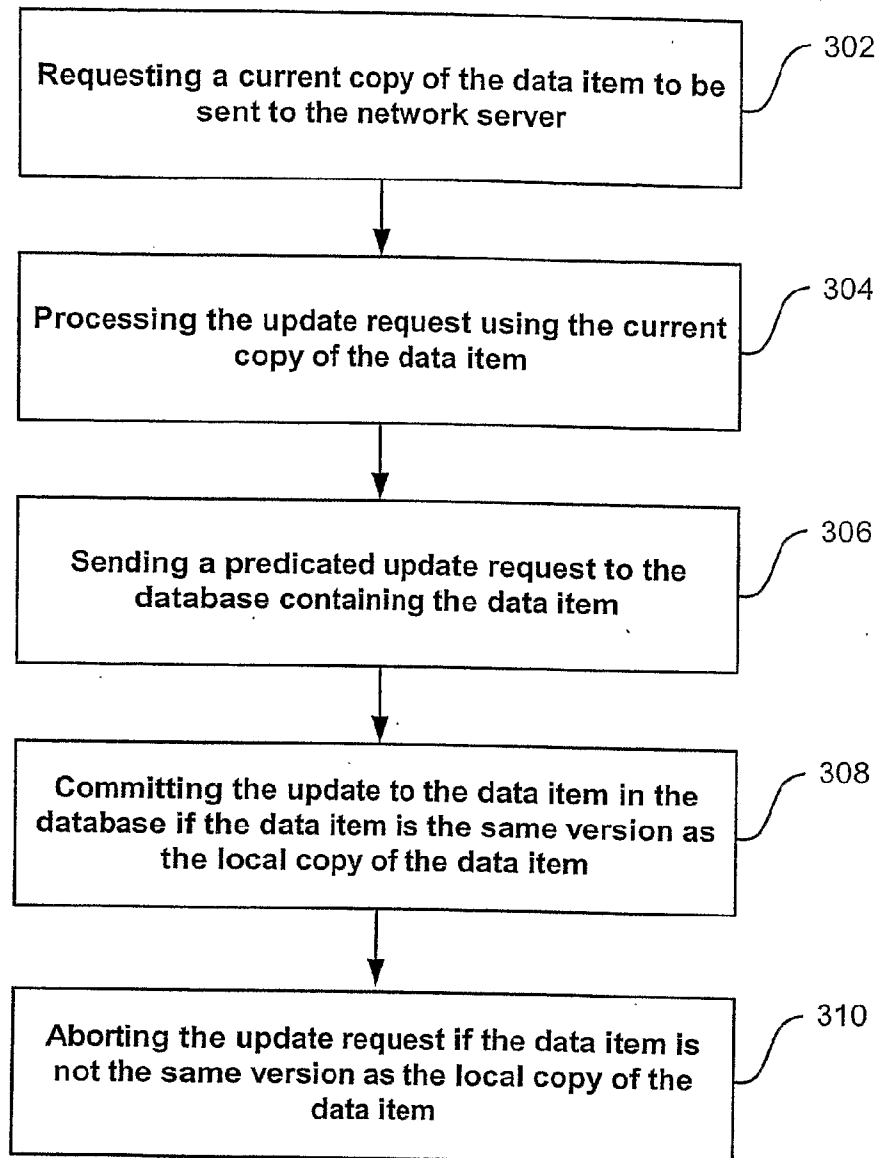 Requesting a current copy of the data item to be
sent to the network server
302
Processing the update request using the current
copy of the data item
304
Sending a predicated update request to the
database containing the data item
306
Committing the update to the data item in the
database if the data item is the same version as
the local copy of the data item
308
Aborting the update request if the data item is
not the same version as the local copy of the
data item
310